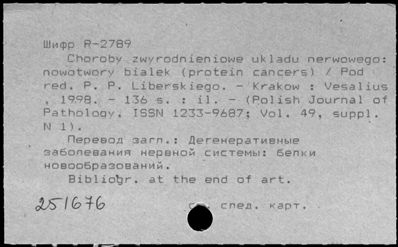 Шифр R-2789
Choroby zwyrodnieniowe ukladu nerwowego:
nowotwory bialek (protein cancers) / Pod
red. P. P. Liberskiego. - Krakow : Vesalius
, 1998. - 136 s. : il. - (Polish Journal of
Pathology, ISSN 1233-9687; Vol. 49, suppl.
N 1).
Перевод загл.: Дегенеративные
заболевания нервной системы: белки
новообразований.
Bibliogr. at the end of art.
251676 см. след. карт.